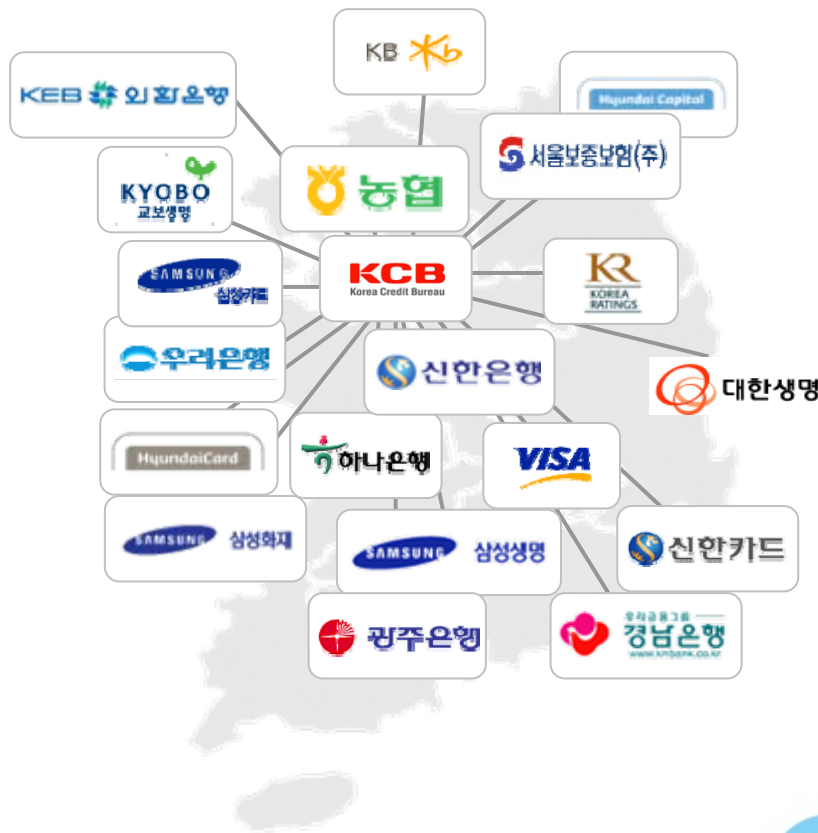 KB
KEB 외환은행
Hyundai Capital
서울보증보험(주)
KYOBO
교보생명
농협
SAMSUNG
삼성카드
KCB
Korea Credit Bureau
KR
KOREA
RATINGS
우리은행
신한은행
대한생명
HyundaiCard
하나은행
VISA
SAMSUNG 삼성화재
SAMSUNG 삼성생명
신한카드
광주은행
우리금융그룹
경남은행
www.knbank.co.kr